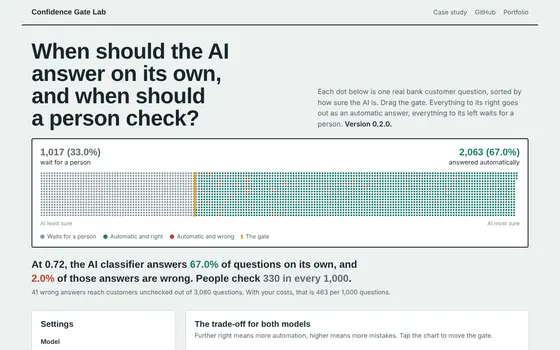 Confidence Gate Lab
Case study GitHub Portfolio
When should the AI
answer on its own,
and when should
a person check?
Each dot below is one real bank customer question, sorted by
how sure the AI is. Drag the gate. Everything to its right goes
out as an automatic answer, everything to its left waits for a
person. Version 0.2.0.
1,017 (33.0%)
wait for a person
2,063 (67.0%)
answered automatically
AI least sure
AI most sure
Waits for a person Automatic and right Automatic and wrong The gate
At 0.72, the AI classifier answers 67.0% of questions on its own, and
2.0% of those answers are wrong. People check 330 in every 1,000.
41 wrong answers reach customers unchecked out of 3,080 questions. With your costs, that is 463 per 1,000 questions.
Settings
Model
The trade-off for both models
Further right means more automation, higher means more mistakes. Tap the chart to move the gate.